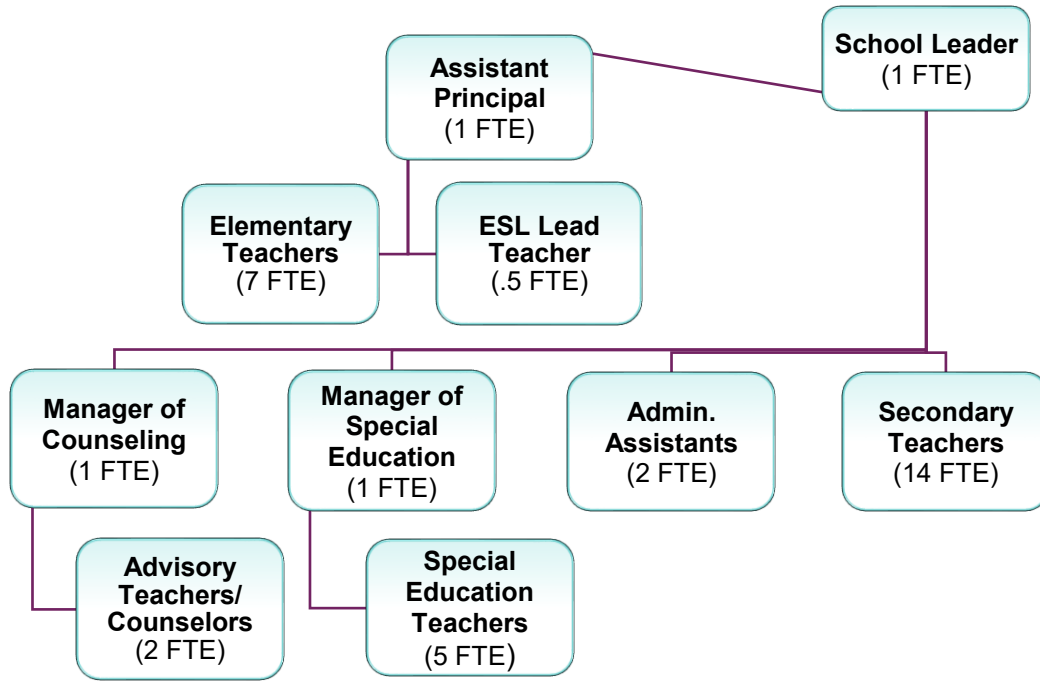 School Leader
(1 FTE)
Assistant
Principal
(1 FTE)
Elementary
Teachers
(7 FTE)
ESL Lead
Teacher
(.5 FTE)
Manager of
Counseling
(1 FTE)
Manager of
Special
Education
(1 FTE)
Admin.
Assistants
(2 FTE)
Secondary
Teachers
(14 FTE)
Advisory
Teachers/
Counselors
(2 FTE)
Special
Education
Teachers
(5 FTE)